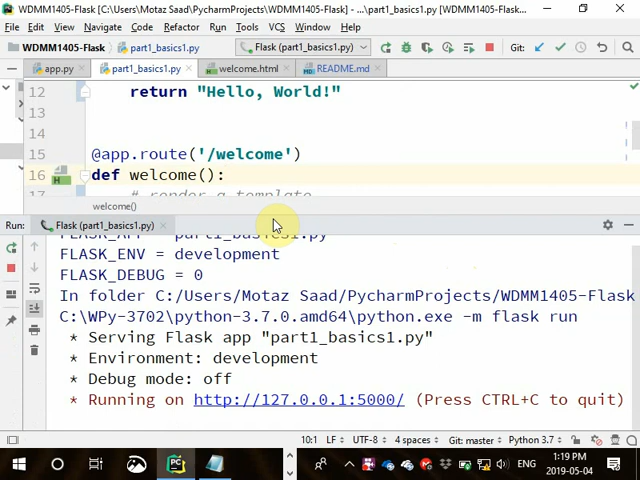 WDMM1405-Flask [C:\Users\Motaz Saad\PycharmProjects\WDMM1405-Flask] - ...\part1_basics1.py [WDMM1405-Flask...
File Edit View Navigate Code Refactor Run Tools VCS Window Help
WDMM1405-Flask part1_basics1.py Flask (part1_basics1.py) Git:
app.py part1_basics1.py welcome.html README.md
12 return "Hello, World!"
13
14
15 @app.route('/welcome')
16 def welcome():
17 # render a template
welcome()
Run: Flask (part1_basics1.py)
FLASK_APP = part1_basics1.py
FLASK_ENV = development
FLASK_DEBUG = 0
In folder C:/Users/Motaz Saad/PycharmProjects/WDMM1405-Flask
C:\WPy-3702\python-3.7.0.amd64\python.exe -m flask run
* Serving Flask app "part1_basics1.py"
* Environment: development
* Debug mode: off
* Running on http://127.0.0.1:5000/ (Press CTRL+C to quit)
10:1 LF UTF-8 4 spaces Git: master Python 3.7
ENG 1:19 PM
2019-05-04